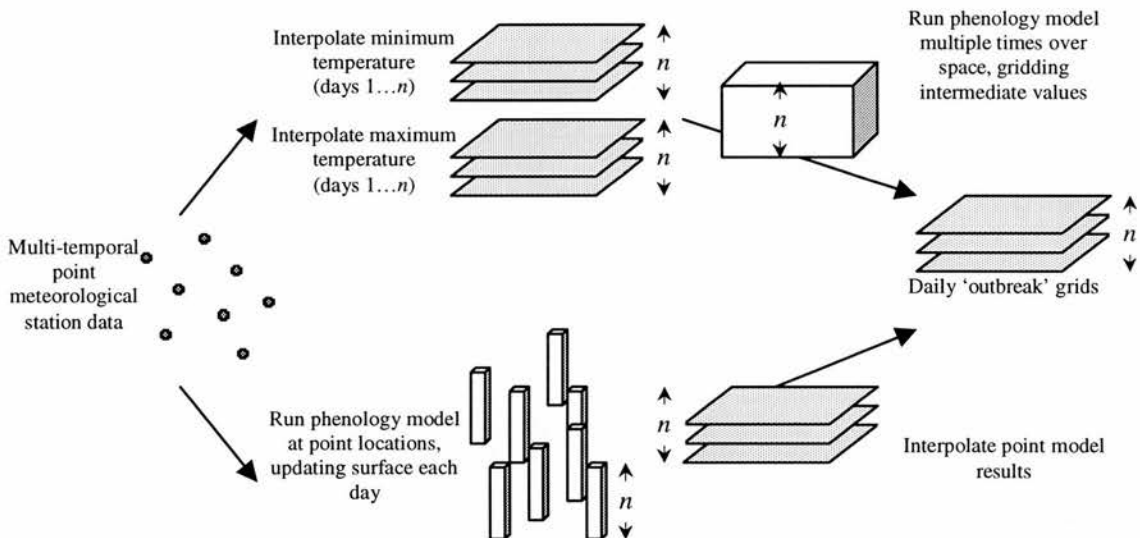 Interpolate minimum
temperature
(days 1…n)
n
Interpolate maximum
temperature
(days 1…n)
n
Run phenology model
multiple times over
space, gridding
intermediate values
n
Multi-temporal
point
meteorological
station data
n
Daily ‘outbreak’ grids
Run phenology model
at point locations,
updating surface each
day
n
n
Interpolate point model
results